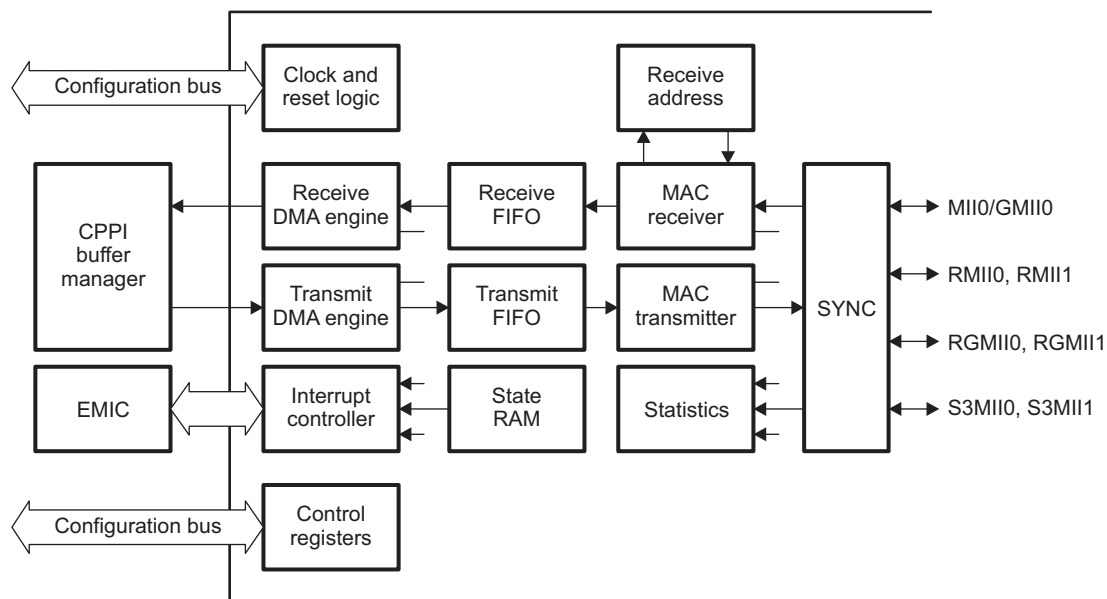 Configuration bus
Clock and
reset logic
Receive
address
CPPI
buffer
manager
Receive
DMA engine
Receive
FIFO
MAC
receiver
SYNC
MII0/GMII0
RMII0, RMII1
RGMII0, RGMII1
S3MII0, S3MII1
Transmit
DMA engine
Transmit
FIFO
MAC
transmitter
EMIC
Interrupt
controller
State
RAM
Statistics
Configuration bus
Control
registers